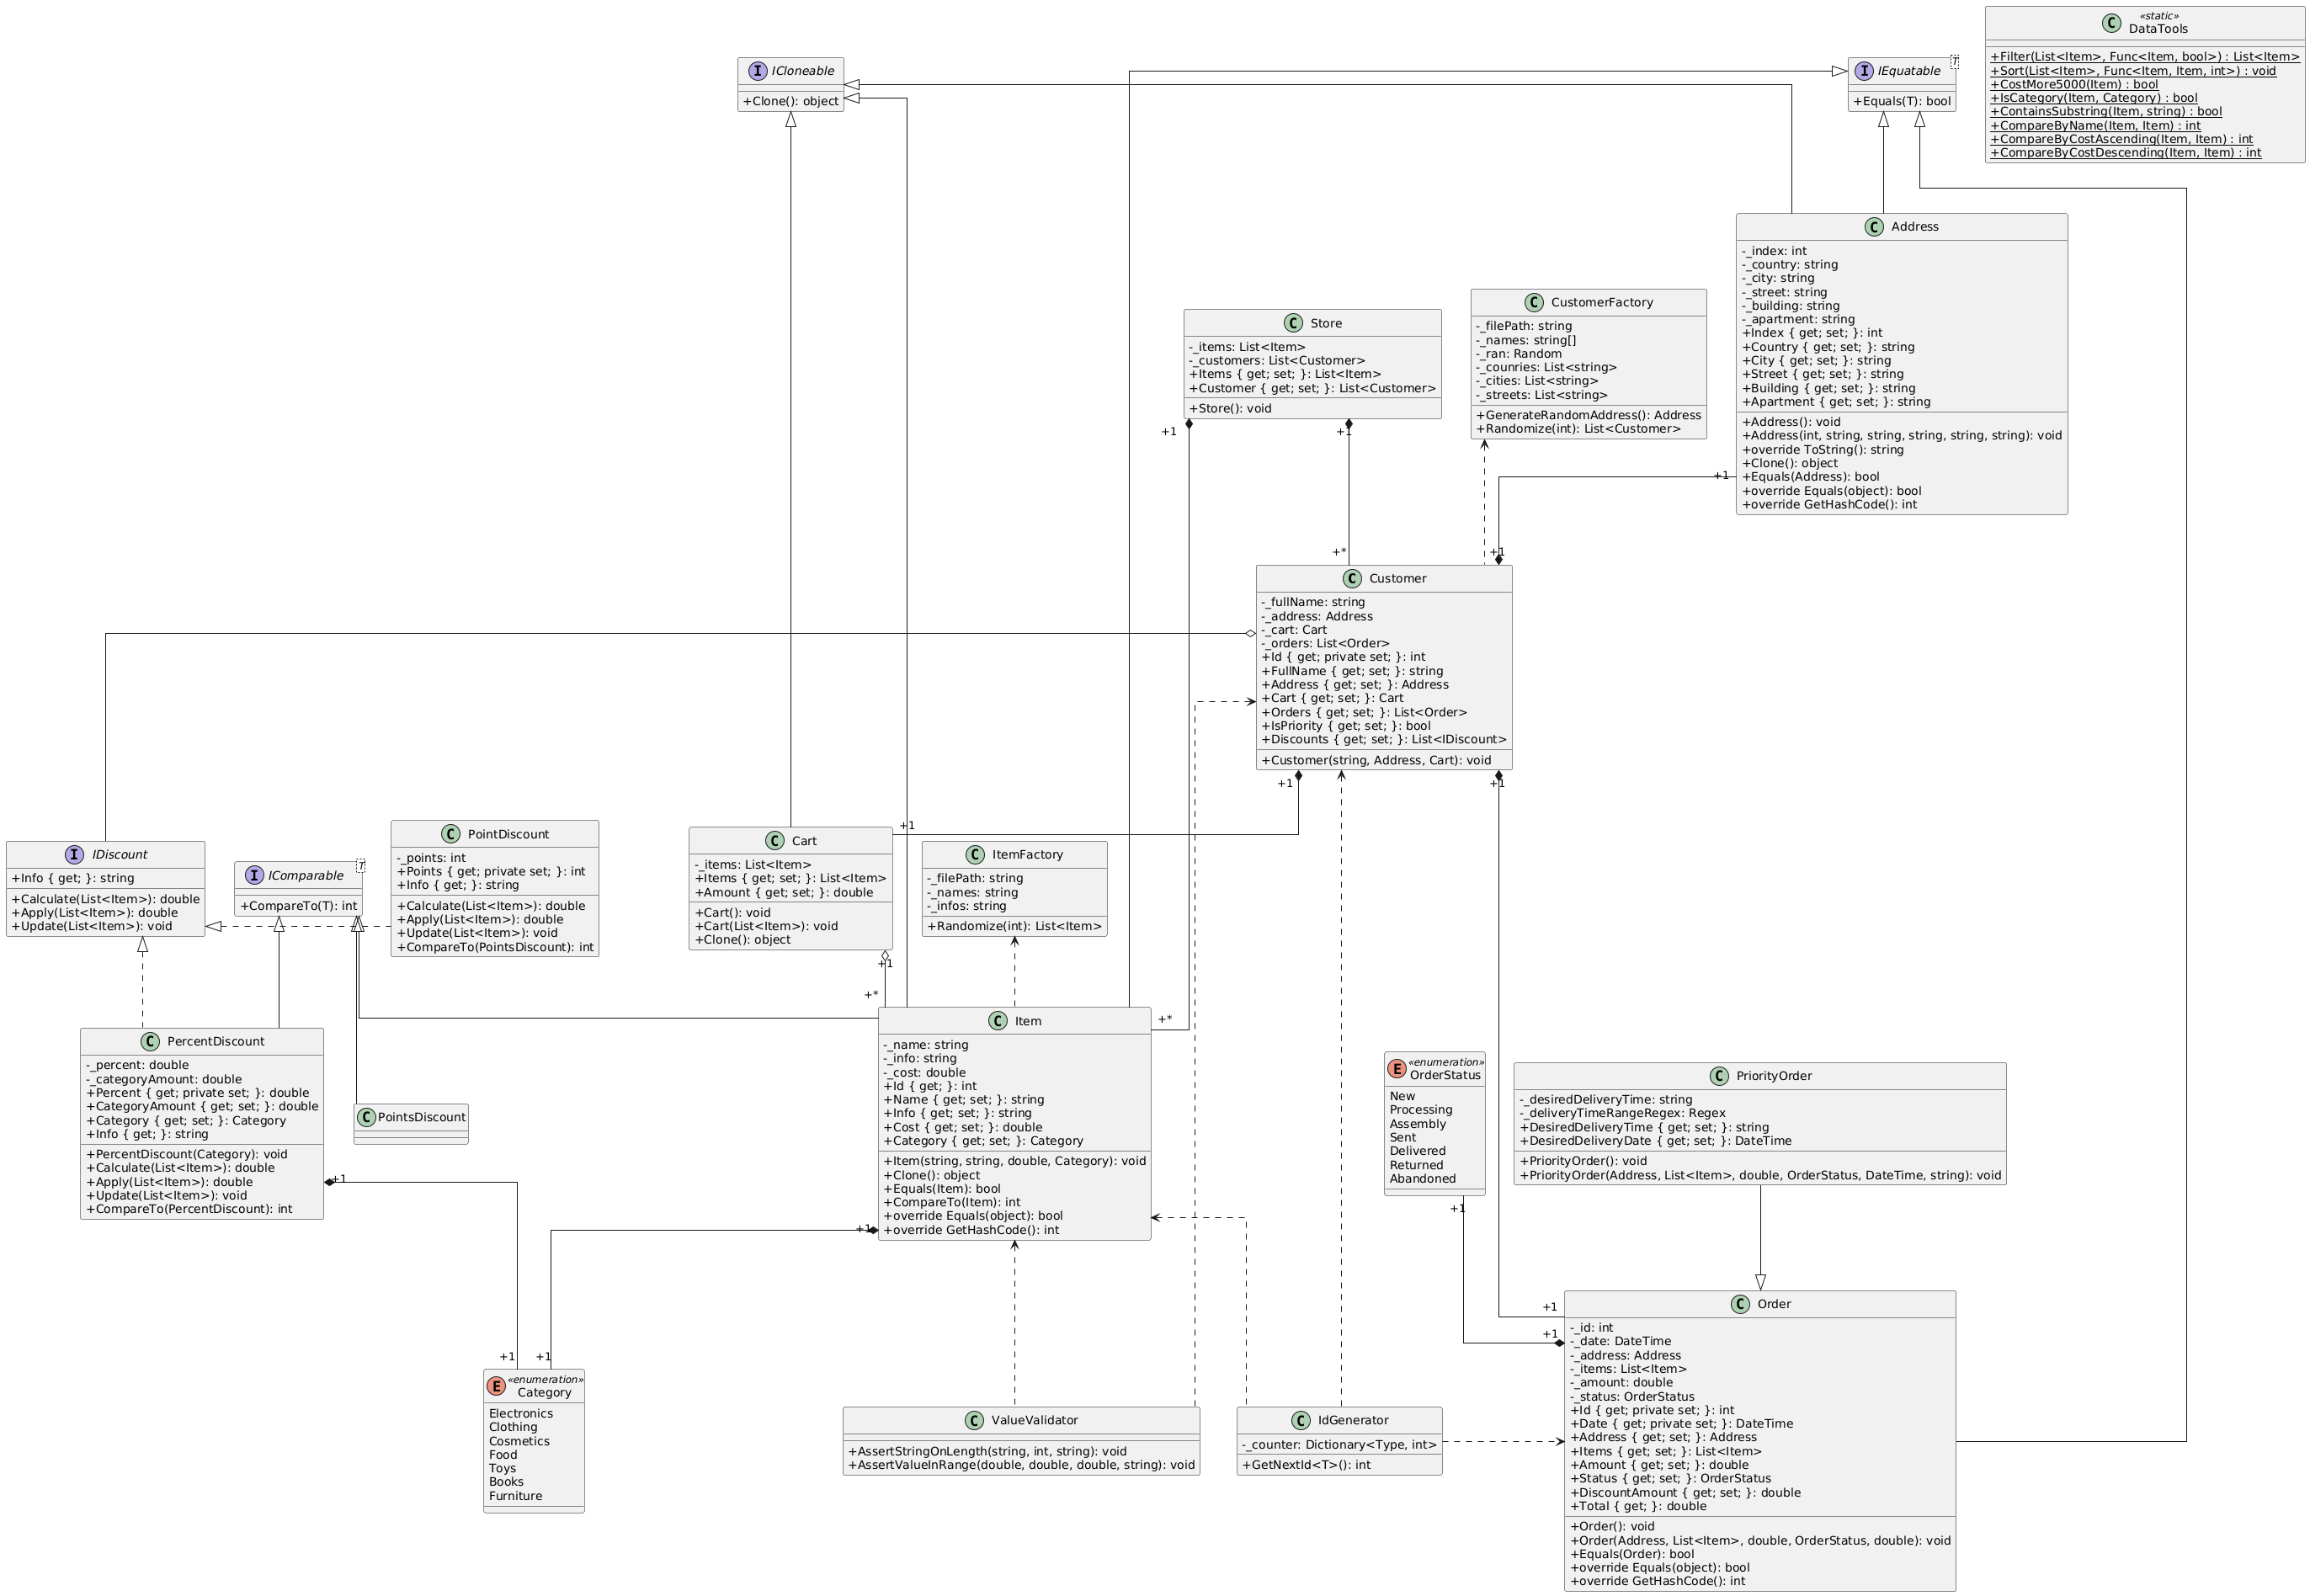 «static»
DataTools
+Filter(List<Item>, Func<Item, bool>) : List<Item>
+Sort(List<Item>, Func<Item, Item, int>) : void
+CostMore5000(Item) : bool
+IsCategory(Item, Category) : bool
+ContainsSubstring(Item, string) : bool
+CompareByName(Item, Item) : int
+CompareByCostAscending(Item, Item) : int
+CompareByCostDescending(Item, Item) : int
I ICloneable
+Clone(): object
I IEquatable T
+Equals(T): bool
C Address
-_index: int
-_country: string
-_city: string
-_street: string
-_building: string
-_apartment: string
+Index { get; set; }: int
+Country { get; set; }: string
+City { get; set; }: string
+Street { get; set; }: string
+Building { get; set; }: string
+Apartment { get; set; }: string
+Address(): void
+Address(int, string, string, string, string, string): void
+override ToString(): string
+Clone(): object
+Equals(Address): bool
+override Equals(object): bool
+override GetHashCode(): int
C Store
-_items: List<Item>
-_customers: List<Customer>
+Items { get; set; }: List<Item>
+Customer { get; set; }: List<Customer>
+Store(): void
C CustomerFactory
-_filePath: string
-_names: string[]
-_ran: Random
-_counries: List<string>
-_cities: List<string>
-_streets: List<string>
+GenerateRandomAddress(): Address
+Randomize(int): List<Customer>
+1
+1
+1
+*
+1
C Customer
-_fullName: string
-_address: Address
-_cart: Cart
-_orders: List<Order>
+Id { get; private set; }: int
+FullName { get; set; }: string
+Address { get; set; }: Address
+Cart { get; set; }: Cart
+Orders { get; set; }: List<Order>
+IsPriority { get; set; }: bool
+Discounts { get; set; }: List<IDiscount>
+Customer(string, Address, Cart): void
+1
+1
I IDiscount
+Info { get; }: string
+Calculate(List<Item>): double
+Apply(List<Item>): double
+Update(List<Item>): void
I IComparable T
+CompareTo(T): int
C PointDiscount
-_points: int
+Points { get; private set; }: int
+Info { get; }: string
+Calculate(List<Item>): double
+Apply(List<Item>): double
+Update(List<Item>): void
+CompareTo(PointsDiscount): int
C Cart
-_items: List<Item>
+Items { get; set; }: List<Item>
+Amount { get; set; }: double
+Cart(): void
+Cart(List<Item>): void
+Clone(): object
+1
C ItemFactory
-_filePath: string
-_names: string
-_infos: string
+Randomize(int): List<Item>
+1
+*
+*
C PercentDiscount
-_percent: double
-_categoryAmount: double
+Percent { get; private set; }: double
+CategoryAmount { get; set; }: double
+Category { get; set; }: Category
+Info { get; }: string
+PercentDiscount(Category): void
+Calculate(List<Item>): double
+Apply(List<Item>): double
+Update(List<Item>): void
+CompareTo(PercentDiscount): int
+1
C PointsDiscount
C Item
-_name: string
-_info: string
-_cost: double
+Id { get; }: int
+Name { get; set; }: string
+Info { get; set; }: string
+Cost { get; set; }: double
+Category { get; set; }: Category
+Item(string, string, double, Category): void
+Clone(): object
+Equals(Item): bool
+CompareTo(Item): int
+override Equals(object): bool
+override GetHashCode(): int
+1
«enumeration»
E OrderStatus
New
Processing
Assembly
Sent
Delivered
Returned
Abandoned
+1
C PriorityOrder
-_desiredDeliveryTime: string
-_deliveryTimeRangeRegex: Regex
+DesiredDeliveryTime { get; set; }: string
+DesiredDeliveryDate { get; set; }: DateTime
+PriorityOrder(): void
+PriorityOrder(Address, List<Item>, double, OrderStatus, DateTime, string): void
+1
+1
+1
+1
«enumeration»
E Category
Electronics
Clothing
Cosmetics
Food
Toys
Books
Furniture
C ValueValidator
+AssertStringOnLength(string, int, string): void
+AssertValueInRange(double, double, double, string): void
C IdGenerator
-_counter: Dictionary<Type, int>
+GetNextId<T>(): int
C Order
-_id: int
-_date: DateTime
-_address: Address
-_items: List<Item>
-_amount: double
-_status: OrderStatus
+Id { get; private set; }: int
+Date { get; private set; }: DateTime
+Address { get; set; }: Address
+Items { get; set; }: List<Item>
+Amount { get; set; }: double
+Status { get; set; }: OrderStatus
+DiscountAmount { get; set; }: double
+Total { get; }: double
+Order(): void
+Order(Address, List<Item>, double, OrderStatus, double): void
+Equals(Order): bool
+override Equals(object): bool
+override GetHashCode(): int